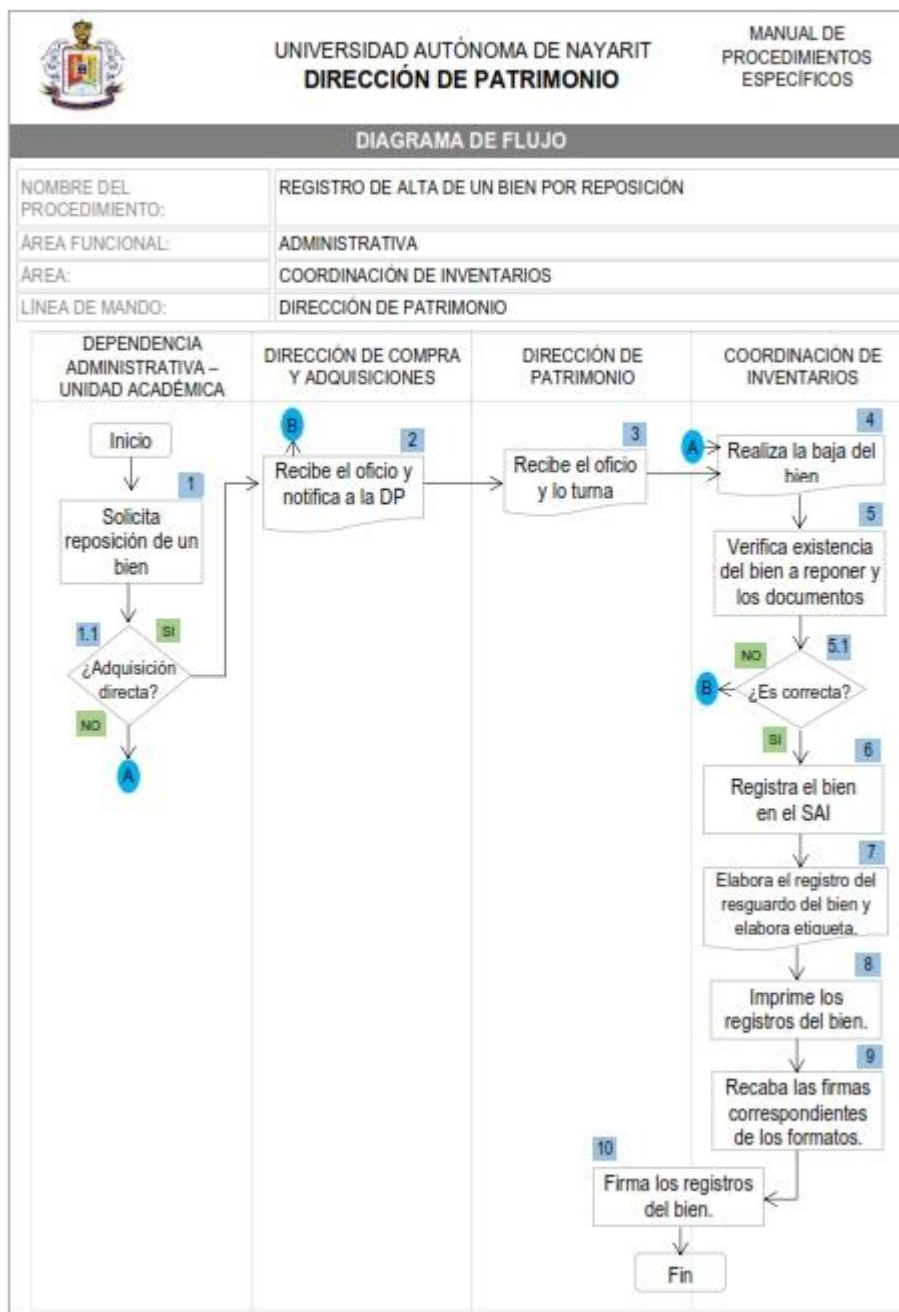 UNIVERSIDAD AUTÓNOMA DE NAYARIT
DIRECCIÓN DE PATRIMONIO
MANUAL DE
PROCEDIMIENTOS
ESPECÍFICOS
DIAGRAMA DE FLUJO
NOMBRE DEL
PROCEDIMIENTO:
REGISTRO DE ALTA DE UN BIEN POR REPOSICIÓN
ÁREA FUNCIONAL:
ADMINISTRATIVA
ÁREA:
COORDINACIÓN DE INVENTARIOS
LÍNEA DE MANDO:
DIRECCIÓN DE PATRIMONIO
DEPENDENCIA
ADMINISTRATIVA –
UNIDAD ACADÉMICA
DIRECCIÓN DE COMPRA
Y ADQUISICIONES
DIRECCIÓN DE
PATRIMONIO
COORDINACIÓN DE
INVENTARIOS
Inicio
1
Solicita
reposición de un
bien
1.1
SI
¿Adquisición
directa?
NO
A
B
2
Recibe el oficio y
notifica a la DP
3
Recibe el oficio
y lo turna
A
4
Realiza la baja del
bien
5
Verifica existencia
del bien a reponer y
los documentos
5.1
NO
B
¿Es correcta?
SI
6
Registra el bien
en el SAI
7
Elabora el registro del
resguardo del bien y
elabora etiqueta.
8
Imprime los
registros del bien.
9
Recaba las firmas
correspondientes
de los formatos.
10
Firma los registros
del bien.
Fin